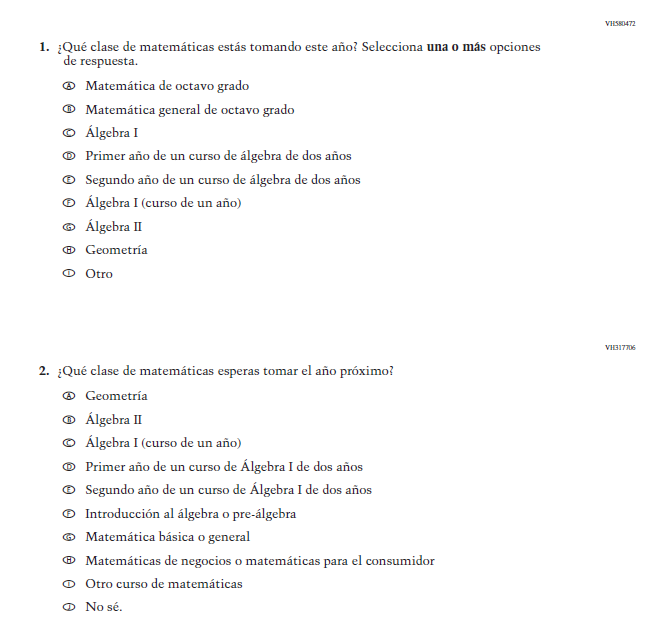 VH580472
1. ¿Qué clase de matemáticas estás tomando este año? Selecciona una o más opciones
de respuesta.
A Matemática de octavo grado
B Matemática general de octavo grado
C Álgebra I
D Primer año de un curso de álgebra de dos años
E Segundo año de un curso de álgebra de dos años
F Álgebra I (curso de un año)
G Álgebra II
H Geometría
I Otro
VH317706
2. ¿Qué clase de matemáticas esperas tomar el año próximo?
A Geometría
B Álgebra II
C Álgebra I (curso de un año)
D Primer año de un curso de Álgebra I de dos años
E Segundo año de un curso de Álgebra I de dos años
F Introducción al álgebra o pre-álgebra
G Matemática básica o general
H Matemáticas de negocios o matemáticas para el consumidor
I Otro curso de matemáticas
J No sé.